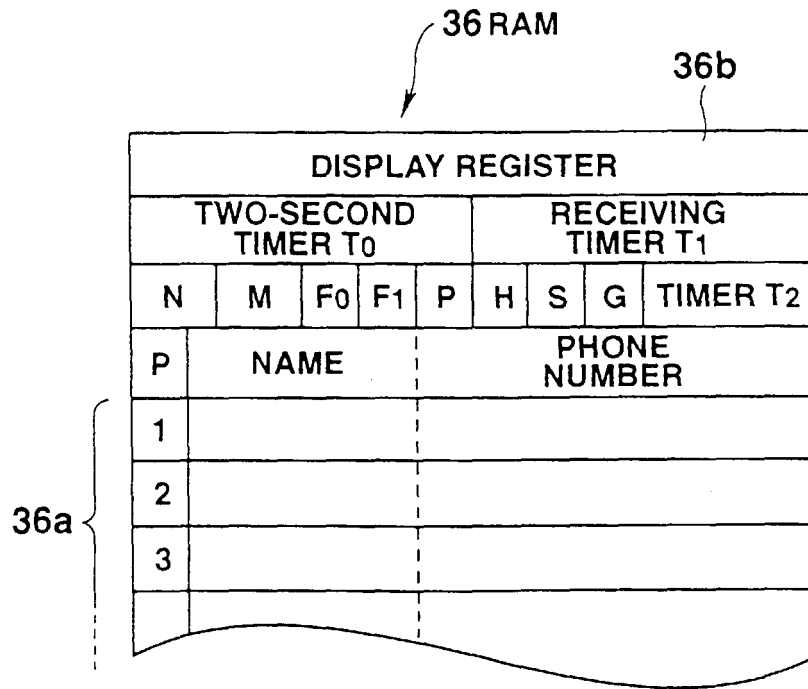 36 RAM
36b
DISPLAY REGISTER
TWO-SECOND
TIMER T0
RECEIVING
TIMER T1
N M F0 F1 P H S G TIMER T2
P NAME PHONE
NUMBER
1
2
36a
3